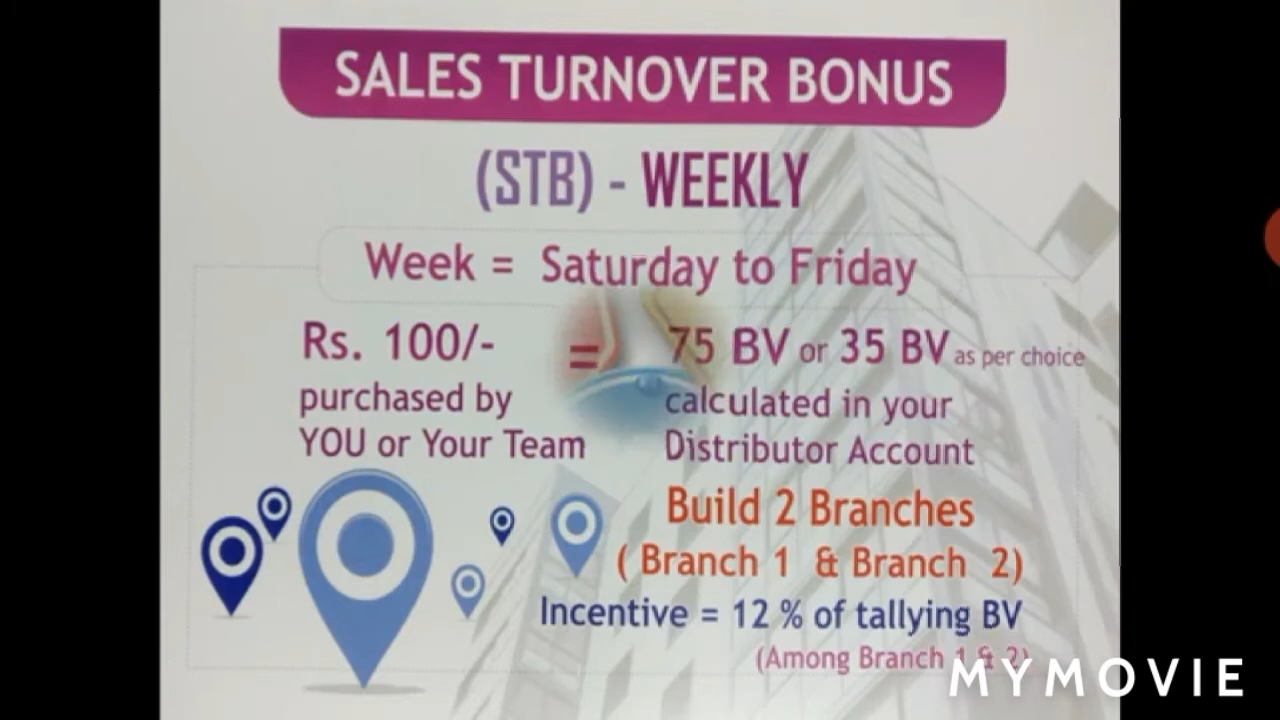 SALES TURNOVER BONUS
(STB) - WEEKLY
Week = Saturday to Friday
Rs. 100/- = 75 BV or 35 BV as per choice
purchased by calculated in your
YOU or Your Team Distributor Account
Build 2 Branches
( Branch 1 & Branch 2)
Incentive = 12 % of tallying BV
(Among Branch 1 & 2)
MYMOVIE